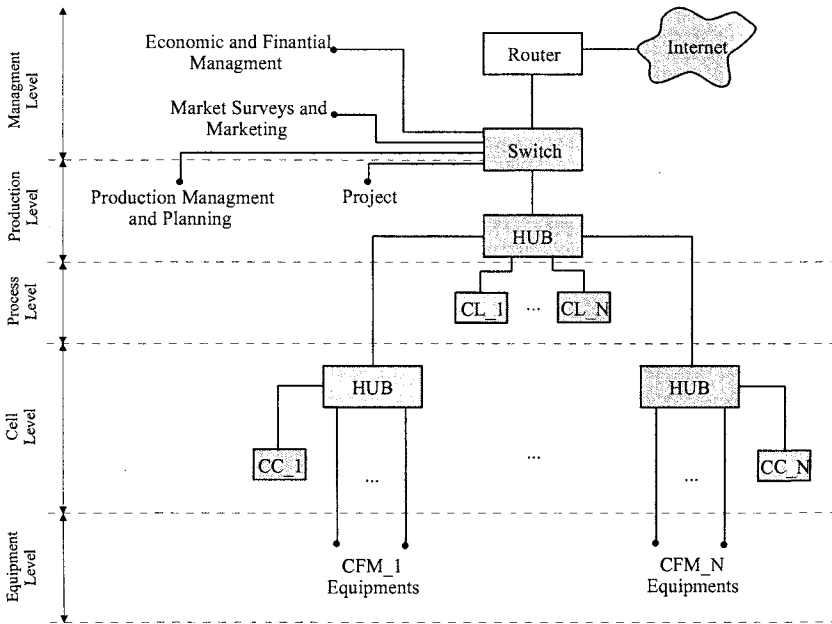 Managment
Level
Economic and Finantial
Managment
Router
Internet
Market Surveys and
Marketing
Switch
Production
Level
Production Managment
and Planning
Project
HUB
Process
Level
CL_1
...
CL_N
Cell
Level
HUB
HUB
CC_1
...
...
...
CC_N
Equipment
Level
CFM_1
Equipments
CFM_N
Equipments